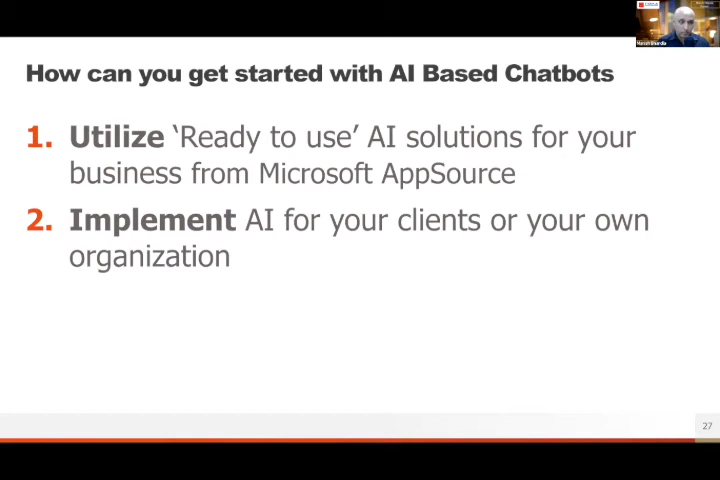 How can you get started with AI Based Chatbots
1. Utilize ‘Ready to use’ AI solutions for your
business from Microsoft AppSource
2. Implement AI for your clients or your own
organization
27